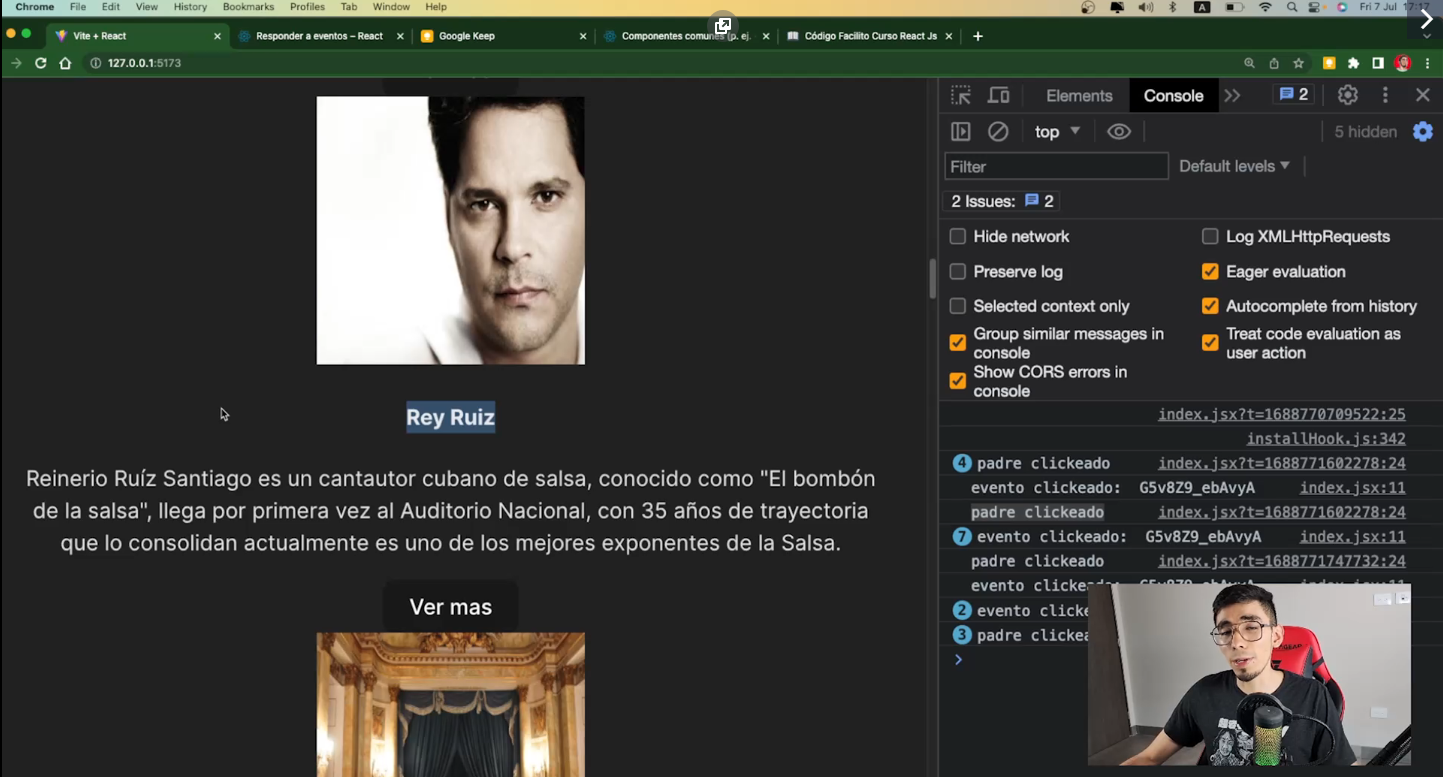 Chrome File Edit View History Bookmarks Profiles Tab Window Help A Fri 7 Jul 17:17
Vite + React
Responder a eventos – React
Google Keep
Componentes comunes (p. ej.
Código Facilito Curso React Js
127.0.0.1:5173
Elements Console 2
top 5 hidden
Filter Default levels
2 Issues: 2
Hide network Log XMLHttpRequests
Preserve log Eager evaluation
Selected context only Autocomplete from history
Group similar messages in console Treat code evaluation as user action
Show CORS errors in console
Rey Ruiz
Reinerio Ruíz Santiago es un cantautor cubano de salsa, conocido como "El bombón
de la salsa", llega por primera vez al Auditorio Nacional, con 35 años de trayectoria
que lo consolidan actualmente es uno de los mejores exponentes de la Salsa.
Ver mas
index.jsx?t=1688770709522:25
installHook.js:342
4 padre clickeado index.jsx?t=1688771602278:24
evento clickeado: G5v8Z9_ebAvyA index.jsx:11
padre clickeado index.jsx?t=1688771602278:24
7 evento clickeado: G5v8Z9_ebAvyA index.jsx:11
padre clickeado index.jsx?t=1688771747732:24
evento clickeado: G5v8Z9_ebAvyA index.jsx:11
2 evento clicke
3 padre clickea